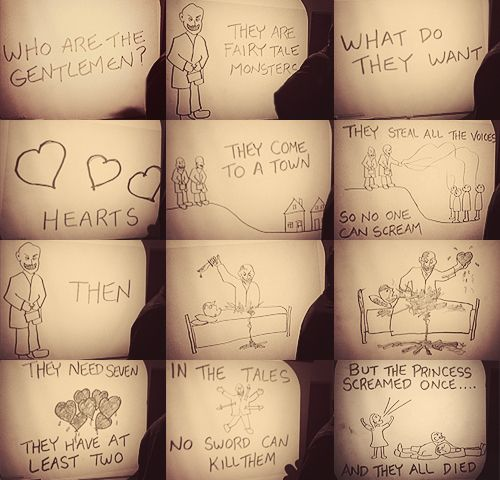 WHO ARE THE
GENTLEMEN?
THEY ARE
FAIRY TALE
MONSTERS
WHAT DO
THEY WANT
HEARTS
THEY COME
TO A TOWN
THEY STEAL ALL THE VOICES
SO NO ONE
CAN SCREAM
THEN
THEY NEED SEVEN
THEY HAVE AT
LEAST TWO
IN THE TALES
NO SWORD CAN
KILL THEM
BUT THE PRINCESS
SCREAMED ONCE....
AND THEY ALL DIED